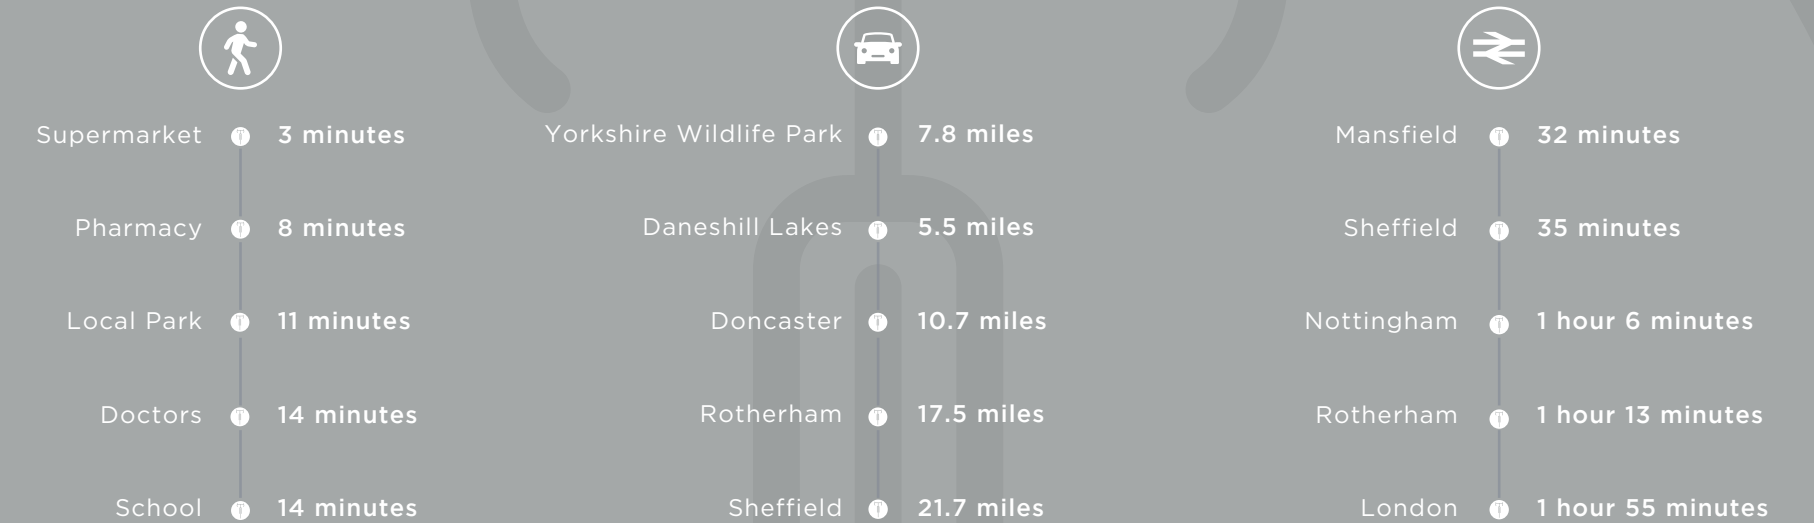 Supermarket 3 minutes
Pharmacy 8 minutes
Local Park 11 minutes
Doctors 14 minutes
School 14 minutes
Yorkshire Wildlife Park 7.8 miles
Daneshill Lakes 5.5 miles
Doncaster 10.7 miles
Rotherham 17.5 miles
Sheffield 21.7 miles
Mansfield 32 minutes
Sheffield 35 minutes
Nottingham 1 hour 6 minutes
Rotherham 1 hour 13 minutes
London 1 hour 55 minutes